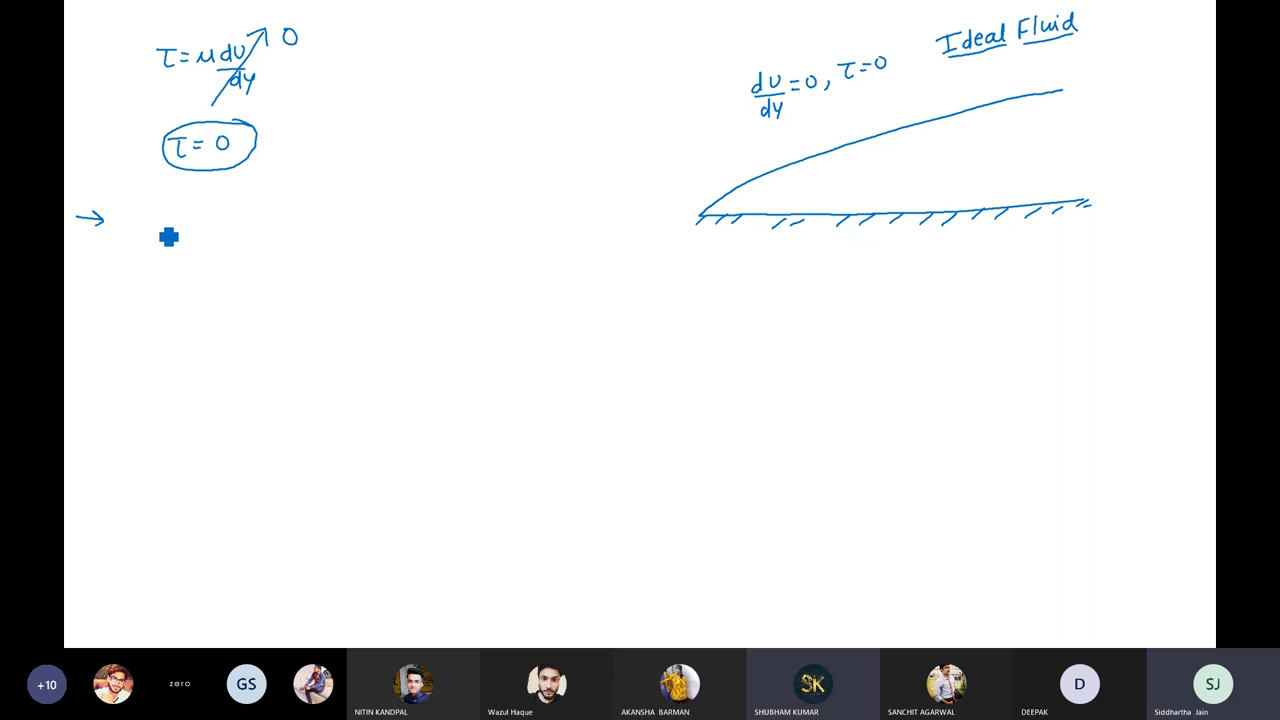 τ = μ du/dy 0
τ = 0
→
Ideal Fluid
du/dy = 0, τ = 0
+10
zero
GS
NITIN KANDPAL
Wazul Haque
AKANSHA BARMAN
SK
SHUBHAM KUMAR
SANCHIT AGARWAL
D
DEEPAK
SJ
Siddhartha Jain